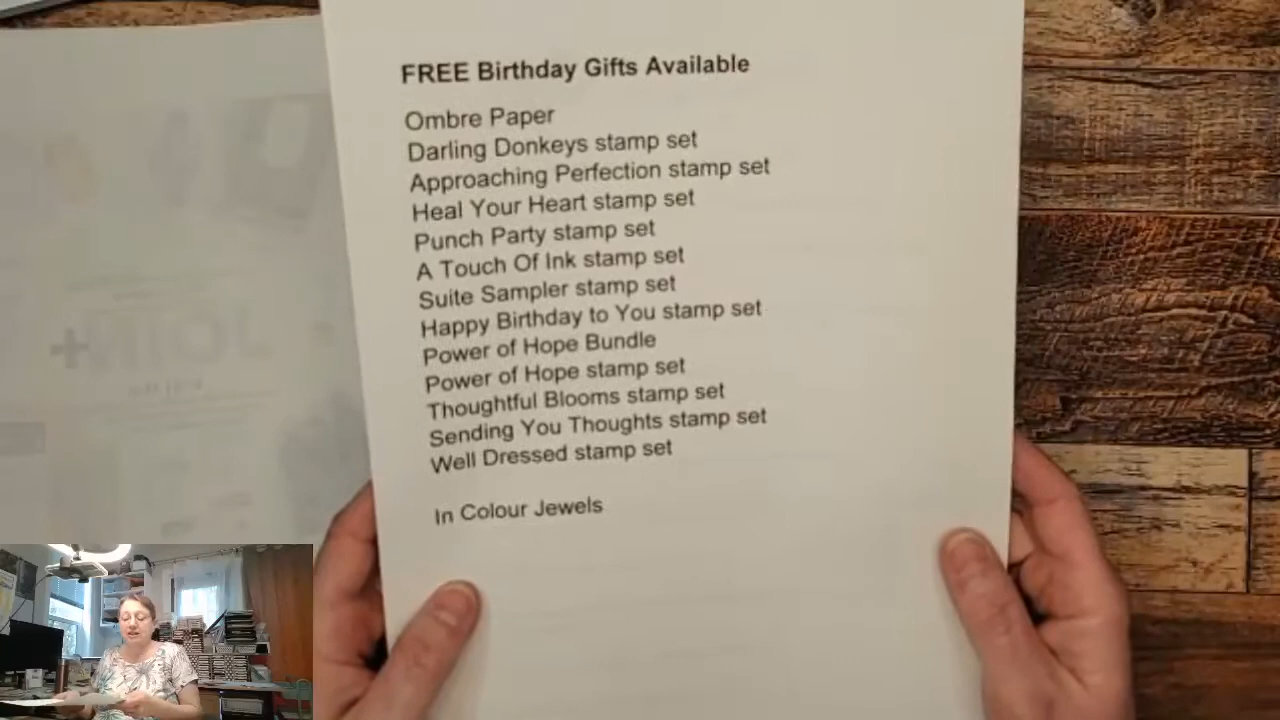 FREE Birthday Gifts Available
Ombre Paper
Darling Donkeys stamp set
Approaching Perfection stamp set
Heal Your Heart stamp set
Punch Party stamp set
A Touch Of Ink stamp set
Suite Sampler stamp set
Happy Birthday to You stamp set
Power of Hope Bundle
Power of Hope stamp set
Thoughtful Blooms stamp set
Sending You Thoughts stamp set
Well Dressed stamp set
In Colour Jewels
JOIN+